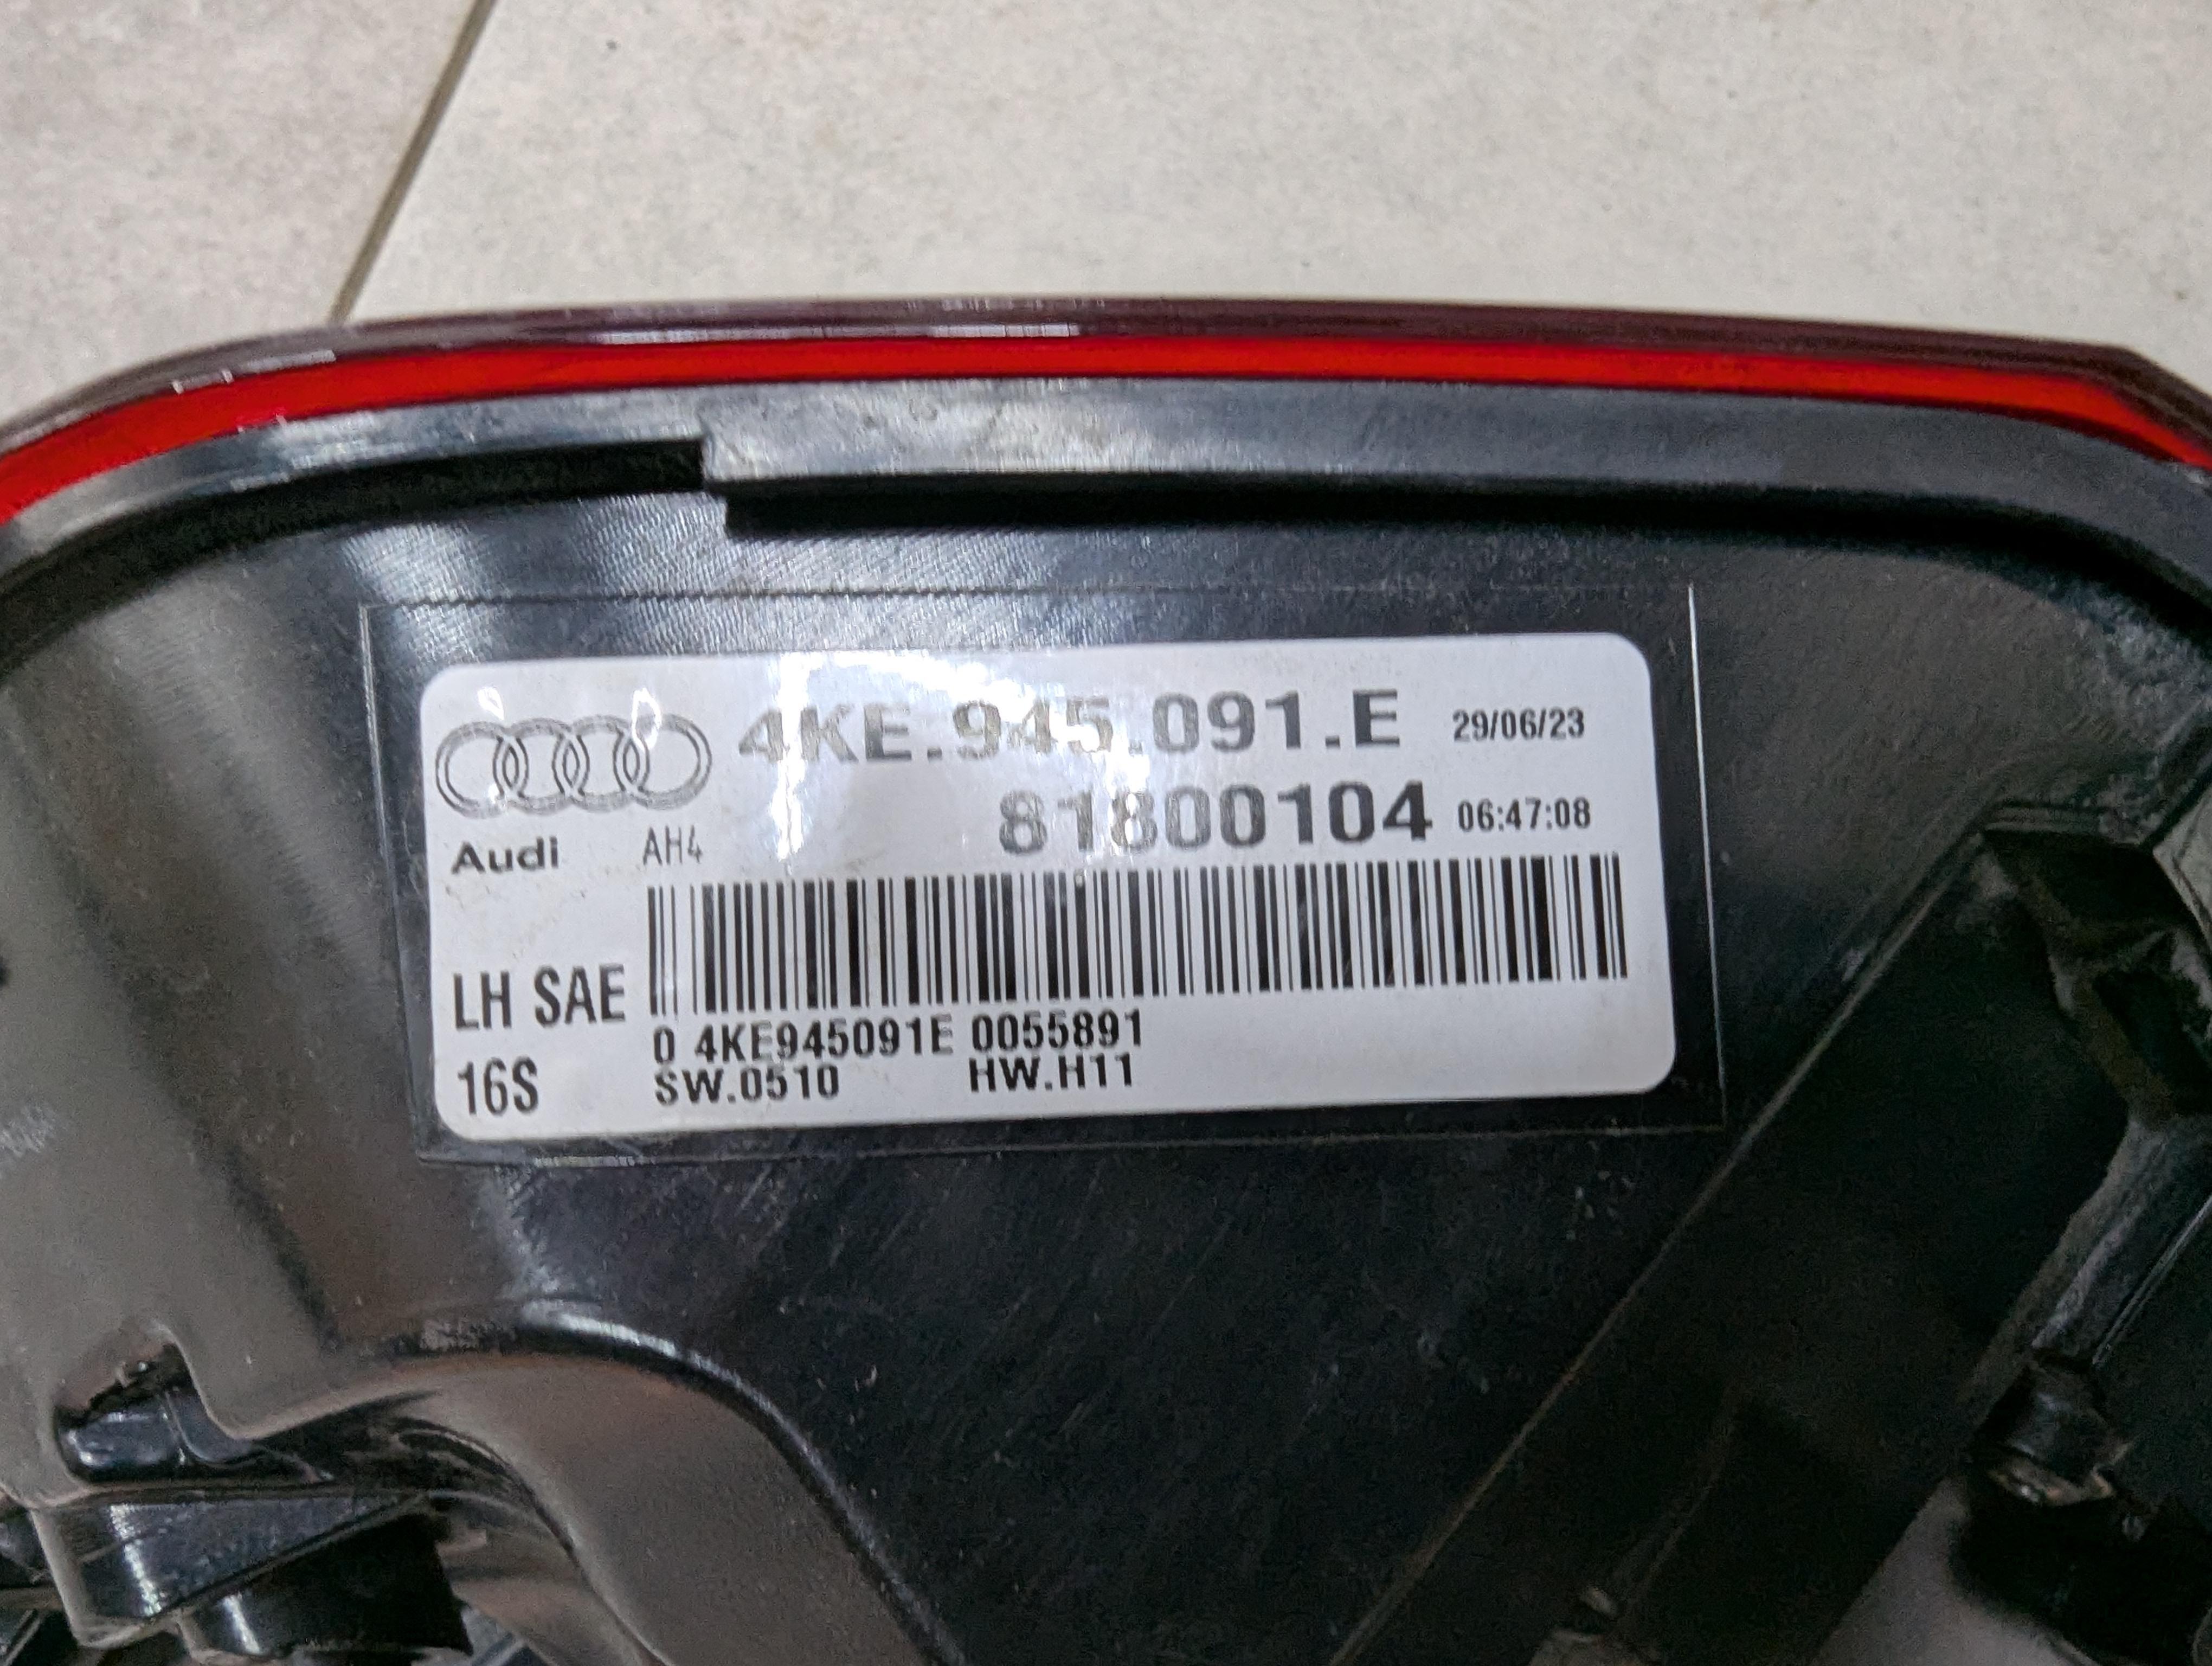 4KE.945.091.E 29/06/23
81800104 06:47:08
Audi AH4
LH SAE
0 4KE945091E 0055891
16S SW.0510 HW.H11